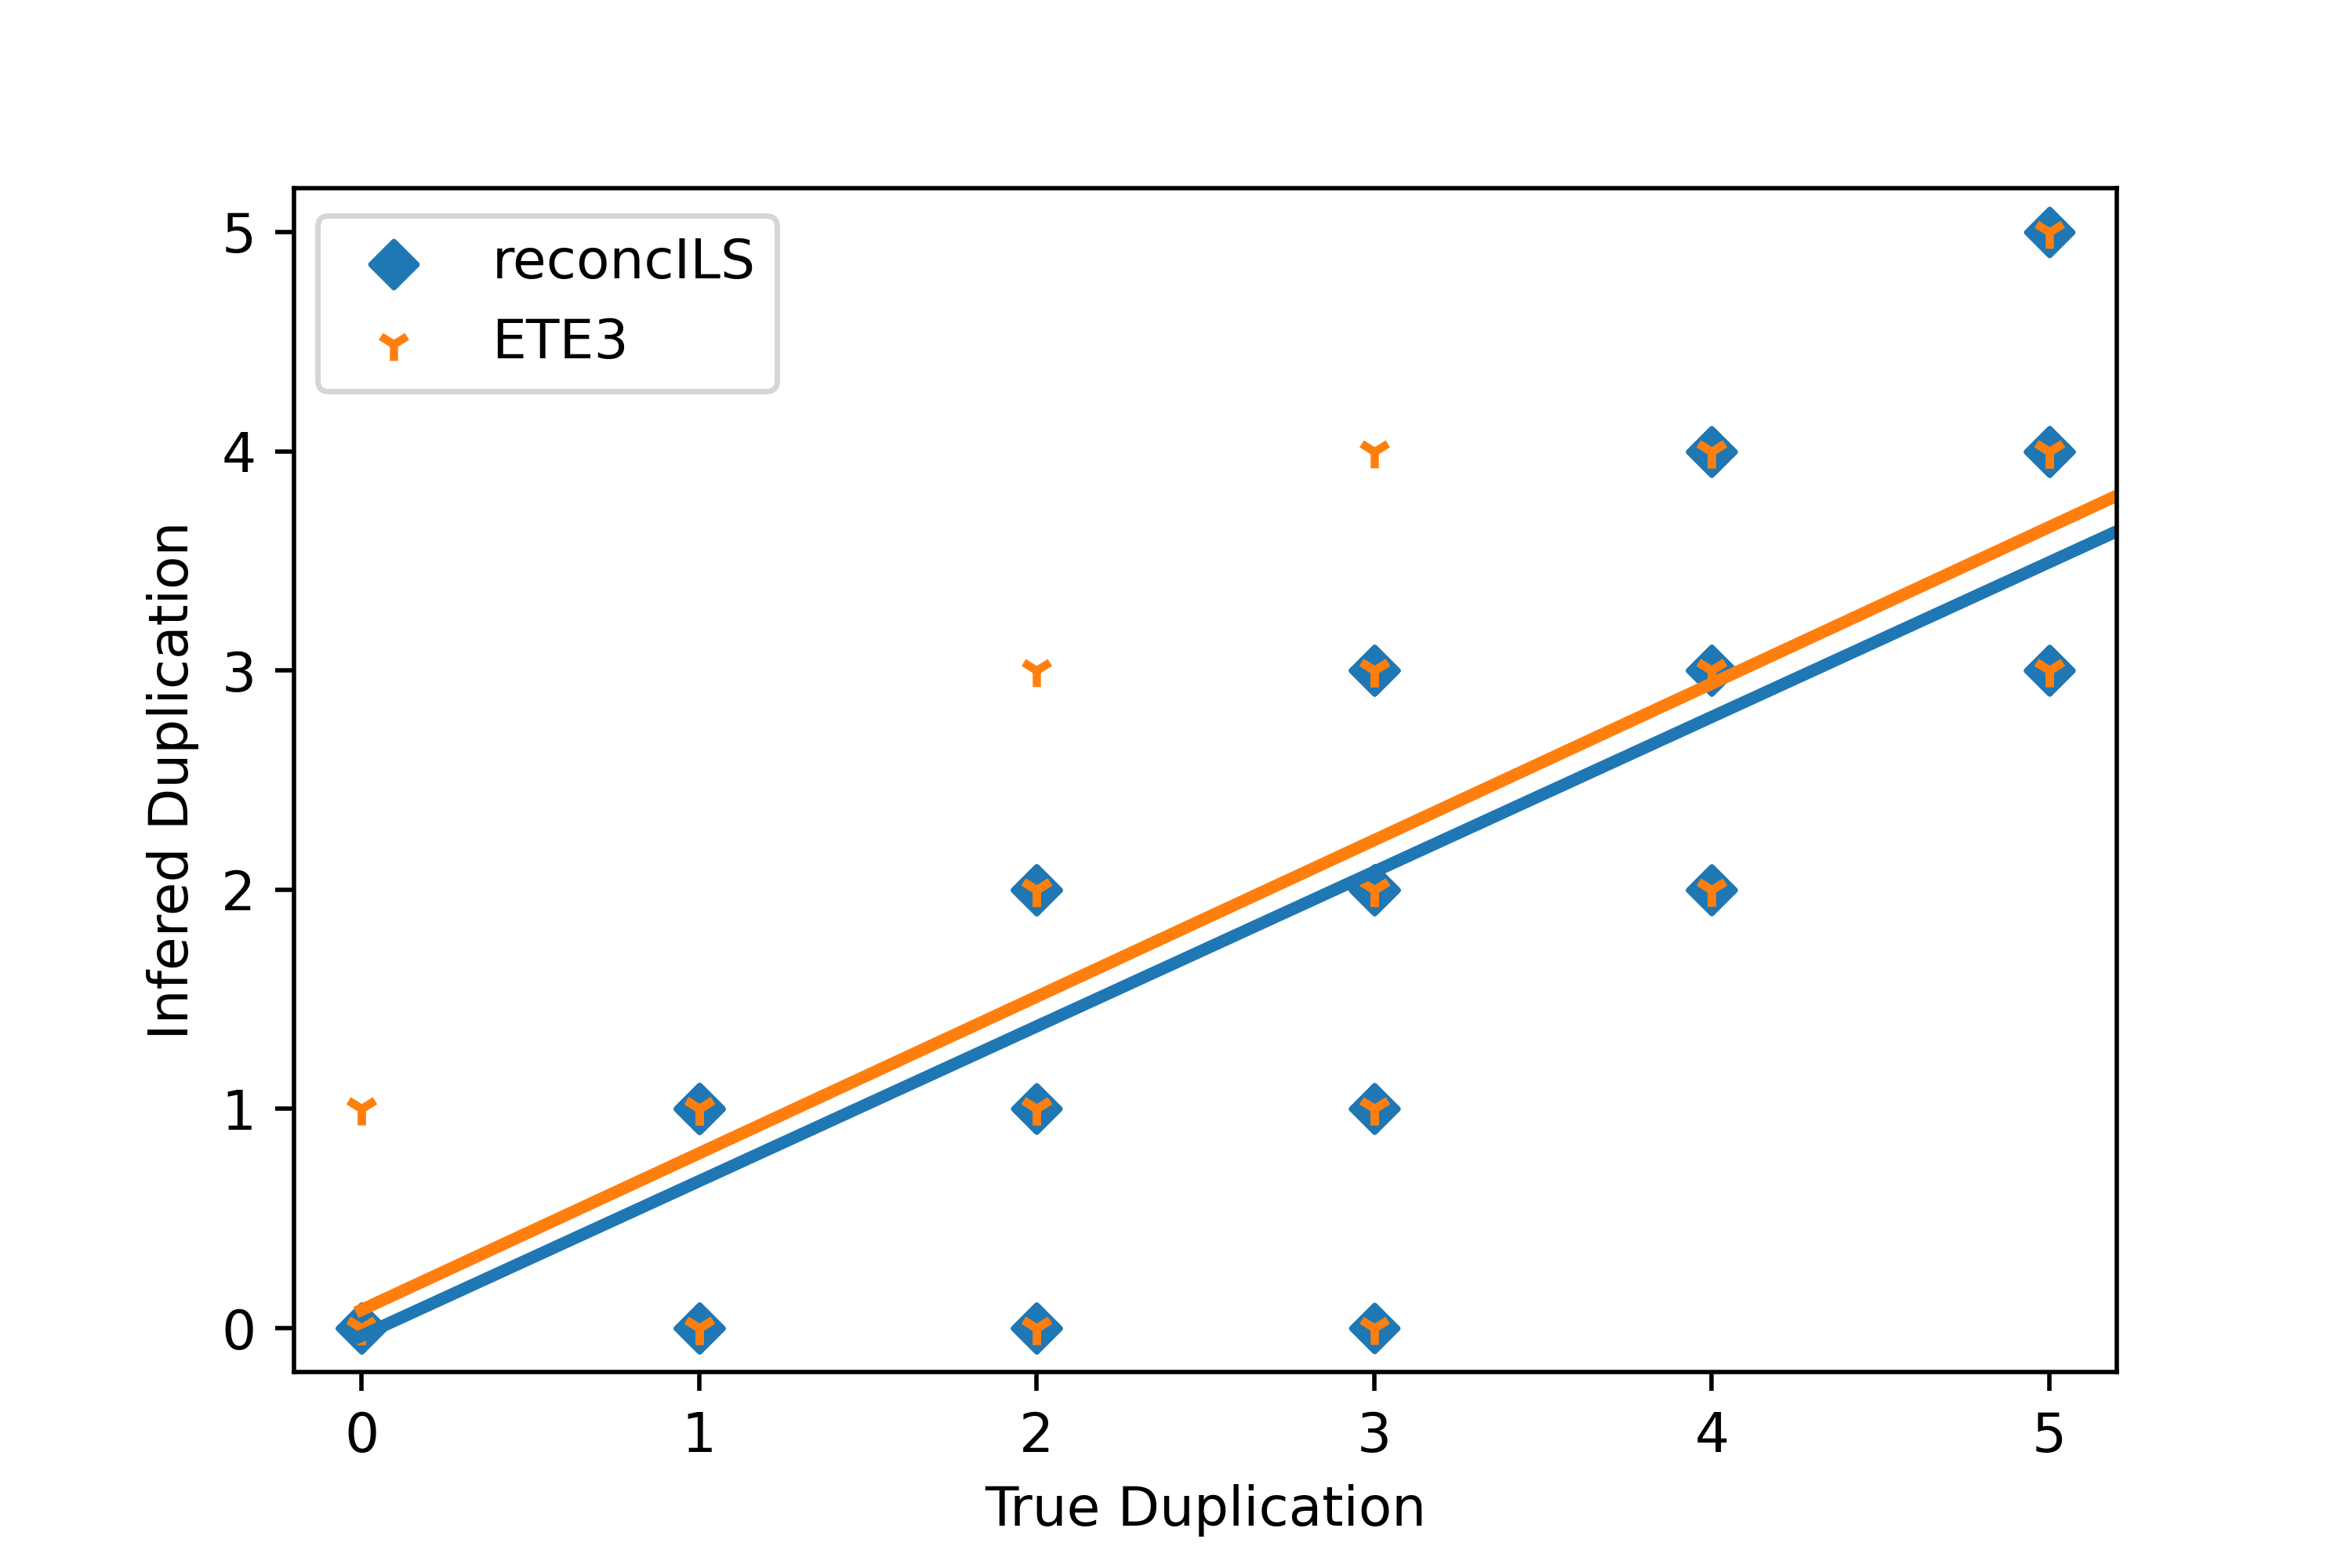 reconcILS
ETE3
5
4
3
2
1
0
Infered Duplication
0 1 2 3 4 5
True Duplication